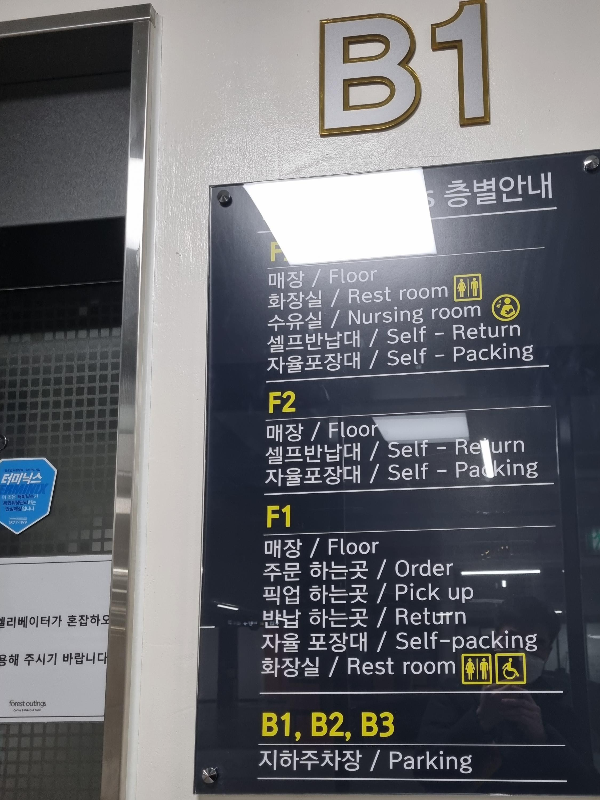 B1
층별안내
매장 / Floor
화장실 / Rest room
수유실 / Nursing room
셀프반납대 / Self - Return
자율포장대 / Self - Packing
F2
매장 / Floor
셀프반납대 / Self - Return
자율포장대 / Self - Packing
F1
매장 / Floor
주문 하는곳 / Order
픽업 하는곳 / Pick up
반납 하는곳 / Return
자율 포장대 / Self-packing
화장실 / Rest room
B1, B2, B3
지하주차장 / Parking
터미닉스
엘리베이터가 혼잡하오
용해 주시기 바랍니다
forest outings